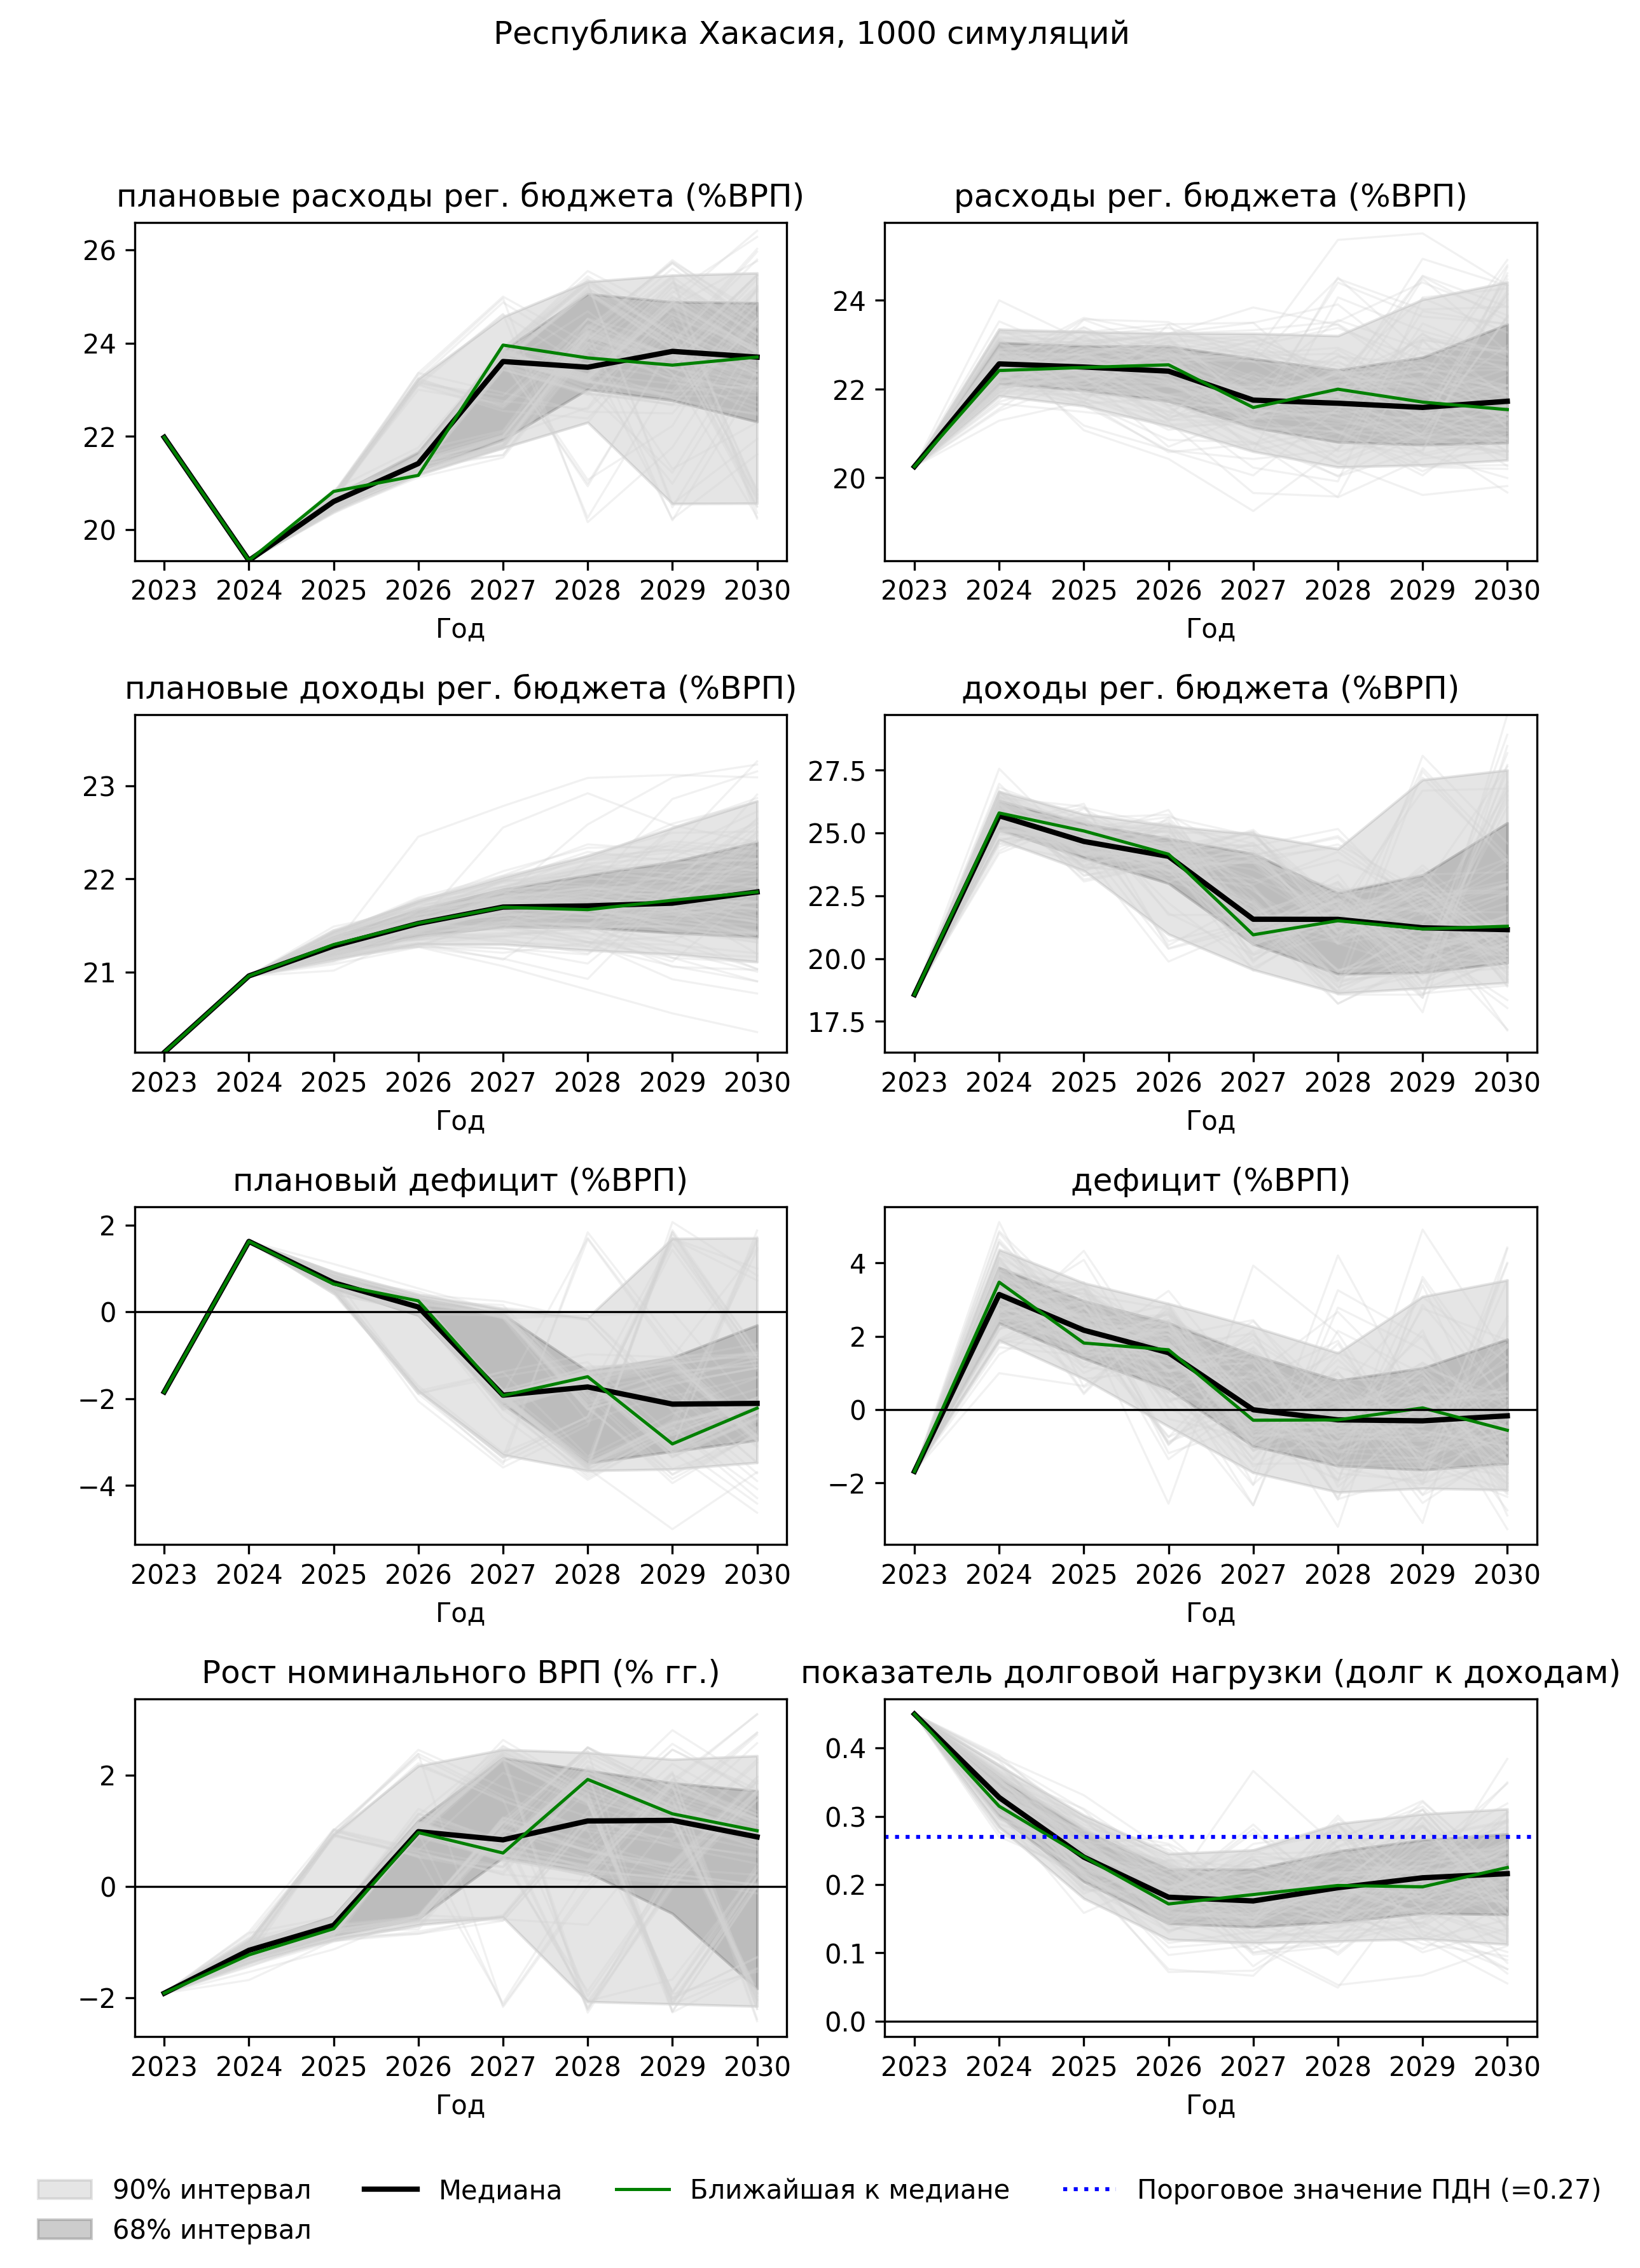 Республика Хакасия, 1000 симуляций
плановые расходы рег. бюджета (%ВРП)
26
24
22
20
2023 2024 2025 2026 2027 2028 2029 2030
Год
расходы рег. бюджета (%ВРП)
24
22
20
2023 2024 2025 2026 2027 2028 2029 2030
Год
плановые доходы рег. бюджета (%ВРП)
23
22
21
2023 2024 2025 2026 2027 2028 2029 2030
Год
доходы рег. бюджета (%ВРП)
27.5
25.0
22.5
20.0
17.5
2023 2024 2025 2026 2027 2028 2029 2030
Год
плановый дефицит (%ВРП)
2
0
−2
−4
2023 2024 2025 2026 2027 2028 2029 2030
Год
дефицит (%ВРП)
4
2
0
−2
2023 2024 2025 2026 2027 2028 2029 2030
Год
Рост номинального ВРП (% гг.)
2
0
−2
2023 2024 2025 2026 2027 2028 2029 2030
Год
показатель долговой нагрузки (долг к доходам)
0.4
0.3
0.2
0.1
0.0
2023 2024 2025 2026 2027 2028 2029 2030
Год
90% интервал
68% интервал
Медиана
Ближайшая к медиане
Пороговое значение ПДН (=0.27)